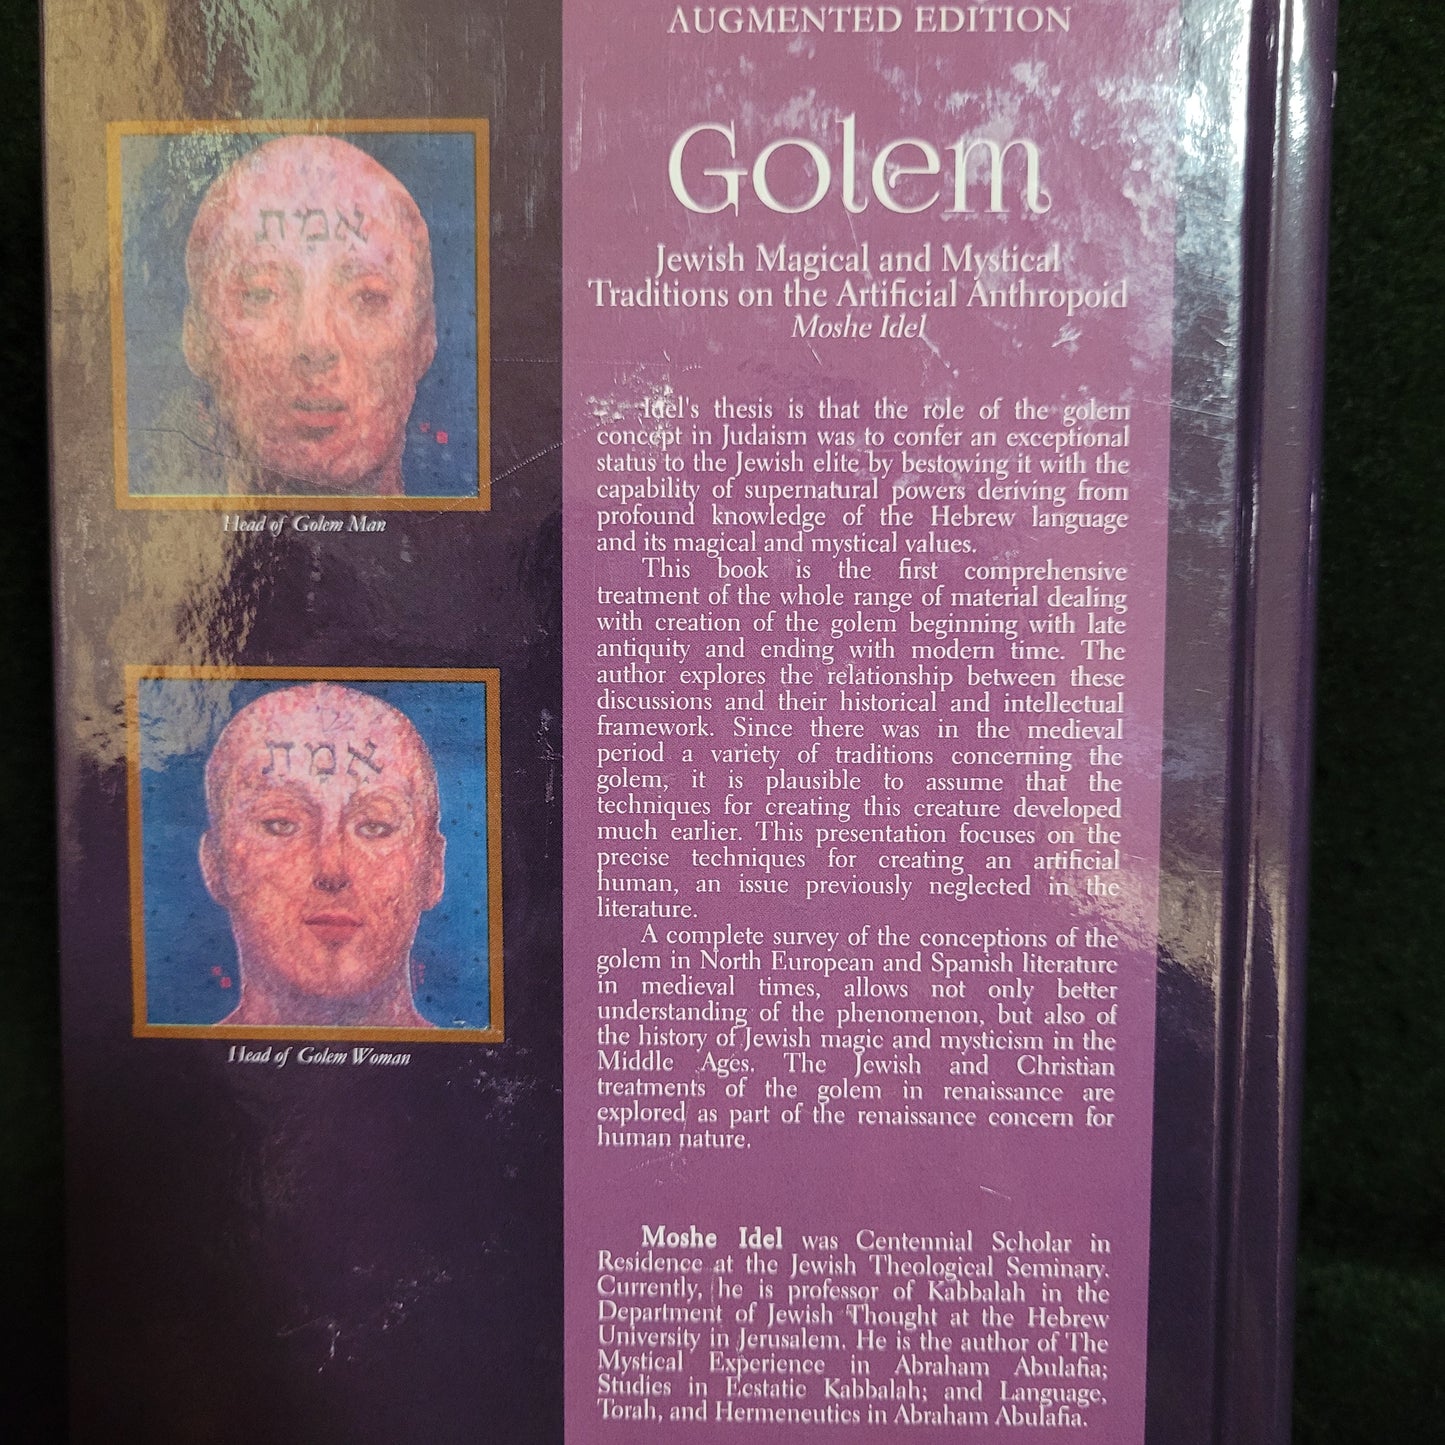 AUGMENTED EDITION
Golem
Jewish Magical and Mystical
Traditions on the Artificial Anthropoid
Moshe Idel
Idel's thesis is that the role of the golem
concept in Judaism was to confer an exceptional
status to the Jewish elite by bestowing it with the
capability of supernatural powers deriving from
profound knowledge of the Hebrew language
and its magical and mystical values.
This book is the first comprehensive
treatment of the whole range of material dealing
with creation of the golem beginning with late
antiquity and ending with modern time. The
author explores the relationship between these
discussions and their historical and intellectual
framework. Since there was in the medieval
period a variety of traditions concerning the
golem, it is plausible to assume that the
techniques for creating this creature developed
much earlier. This presentation focuses on the
precise techniques for creating an artificial
human, an issue previously neglected in the
literature.
A complete survey of the conceptions of the
golem in North European and Spanish literature
in medieval times, allows not only better
understanding of the phenomenon, but also of
the history of Jewish magic and mysticism in the
Middle Ages. The Jewish and Christian
treatments of the golem in renaissance are
explored as part of the renaissance concern for
human nature.
Moshe Idel was Centennial Scholar in
Residence at the Jewish Theological Seminary.
Currently, he is professor of Kabbalah in the
Department of Jewish Thought at the Hebrew
University in Jerusalem. He is the author of The
Mystical Experience in Abraham Abulafia;
Studies in Ecstatic Kabbalah; and Language,
Torah, and Hermeneutics in Abraham Abulafia.
אֱמֶת
Head of Golem Man
אֱמֶת
Head of Golem Woman